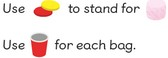 Use to stand for
Use for each bag.